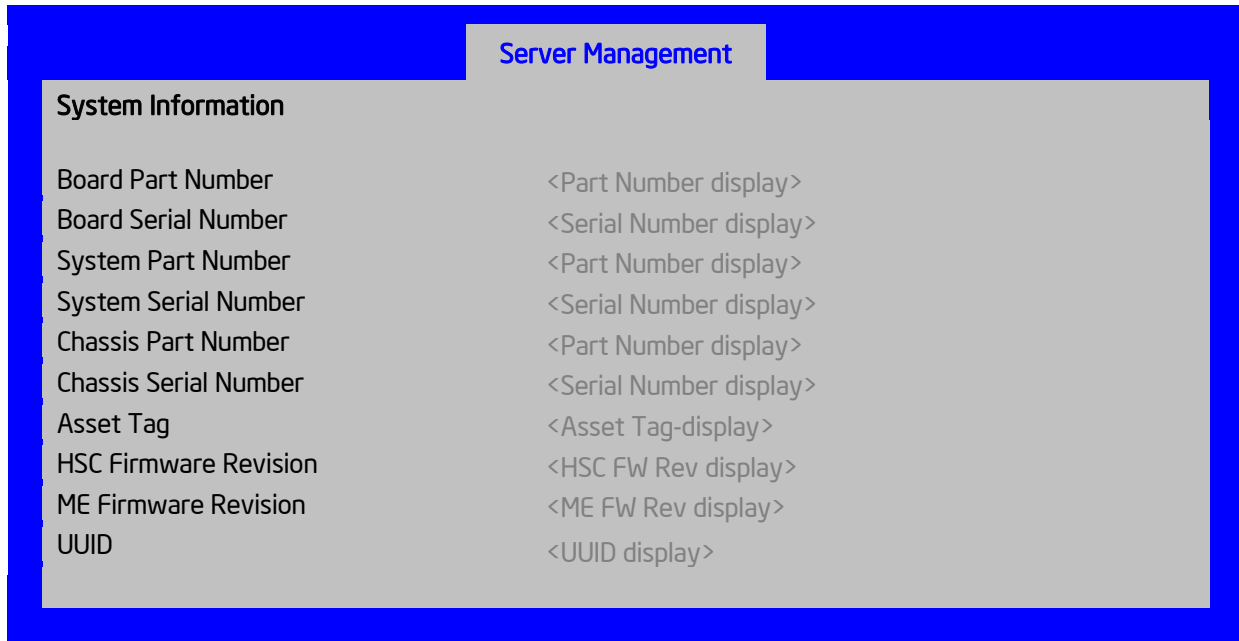 Server Management
System Information
Board Part Number <Part Number display>
Board Serial Number <Serial Number display>
System Part Number <Part Number display>
System Serial Number <Serial Number display>
Chassis Part Number <Part Number display>
Chassis Serial Number <Serial Number display>
Asset Tag <Asset Tag-display>
HSC Firmware Revision <HSC FW Rev display>
ME Firmware Revision <ME FW Rev display>
UUID <UUID display>